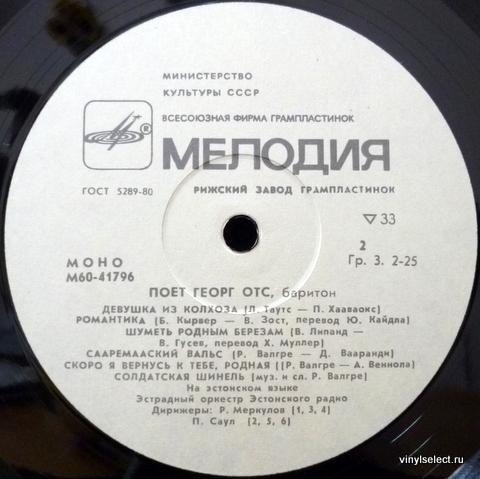 МИНИСТЕРСТВО
КУЛЬТУРЫ СССР
ВСЕСОЮЗНАЯ ФИРМА ГРАМПЛАСТИНОК
®
МЕЛОДИЯ
ГОСТ 5289-80
РИЖСКИЙ ЗАВОД ГРАМПЛАСТИНОК
▽33
МОНО
М60-41796
2
Гр. 3. 2-25
ПОЕТ ГЕОРГ ОТС, баритон
ДЕВУШКА ИЗ КОЛХОЗА (Л. Таутс — П. Хааваокс)
РОМАНТИКА (Б. Кырвер — В. Зост, перевод Ю. Кайдла)
ШУМЕТЬ РОДНЫМ БЕРЕЗАМ (В. Липанд —
В. Гусев, перевод Х. Муллер)
СААРЕМААСКИЙ ВАЛЬС (Р. Валгре — Д. Вааранди)
СКОРО Я ВЕРНУСЬ К ТЕБЕ, РОДНАЯ ((Р. Валгре — А. Веннола)
СОЛДАТСКАЯ ШИНЕЛЬ (муз. и сл. Р. Валгре)
На эстонском языке
Эстрадный оркестр Эстонского радио
Дирижеры: Р. Меркулов (1, 3, 4)
П. Саул (2, 5, 6)
vinylselect.ru